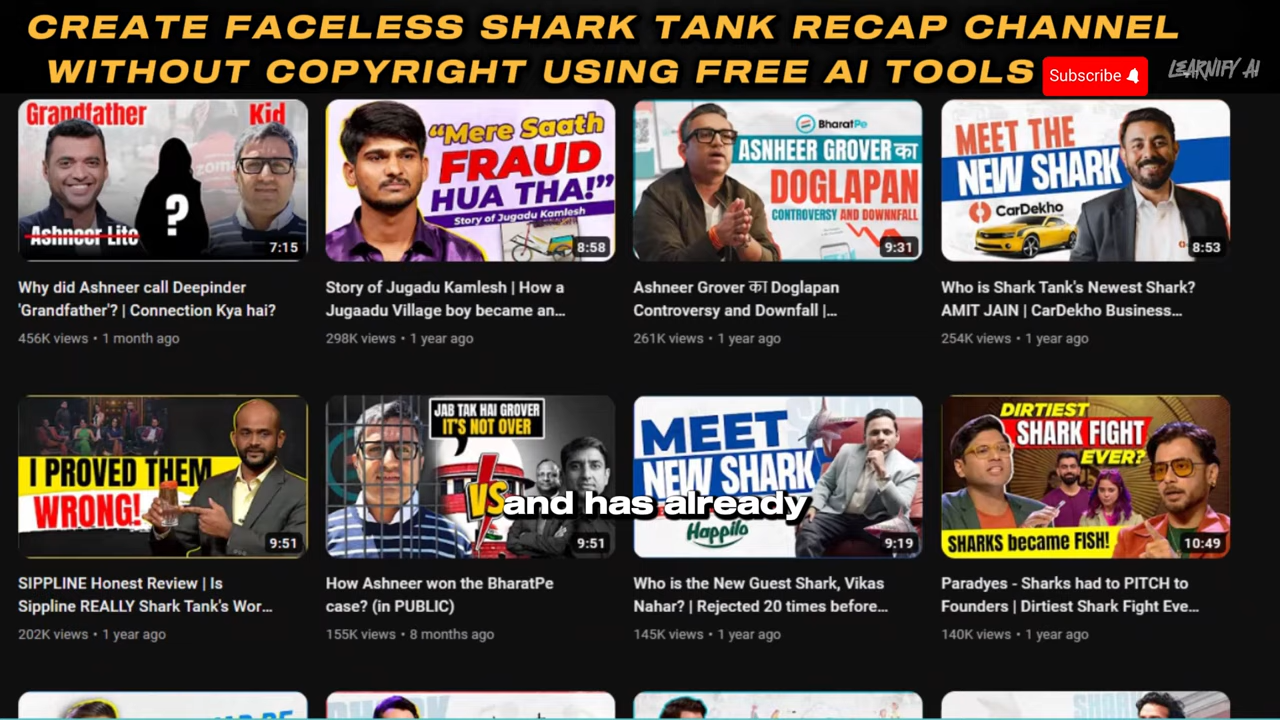 CREATE FACELESS SHARK TANK RECAP CHANNEL
WITHOUT COPYRIGHT USING FREE AI TOOLS
Subscribe
LEARNIFY AI
Grandfather
Kid
zom
Ashneer Lite
?
7:15
“Mere Saath
FRAUD
HUA THA!”
Story of Jugadu Kamlesh
8:58
BharatPe
ASHNEER GROVER का
DOGLAPAN
CONTROVERSY AND DOWNNFALL
9:31
MEET THE
NEW SHARK
CarDekho
8:53
Why did Ashneer call Deepinder
'Grandfather'? | Connection Kya hai?
456K views • 1 month ago
Story of Jugadu Kamlesh | How a
Jugaadu Village boy became an...
298K views • 1 year ago
Ashneer Grover का Doglapan
Controversy and Downfall |...
261K views • 1 year ago
Who is Shark Tank's Newest Shark?
AMIT JAIN | CarDekho Business...
254K views • 1 year ago
I PROVED THEM
WRONG!
9:51
JAB TAK HAI GROVER
IT'S NOT OVER
VS
9:51
MEET
NEW SHARK
Happilo
9:19
DIRTIEST
SHARK FIGHT
EVER?
SHARKS became FISH!
10:49
and has already
SIPPLINE Honest Review | Is
Sippline REALLY Shark Tank's Wor...
202K views • 1 year ago
How Ashneer won the BharatPe
case? (in PUBLIC)
155K views • 8 months ago
Who is the New Guest Shark, Vikas
Nahar? | Rejected 20 times before...
145K views • 1 year ago
Paradyes - Sharks had to PITCH to
Founders | Dirtiest Shark Fight Eve...
140K views • 1 year ago